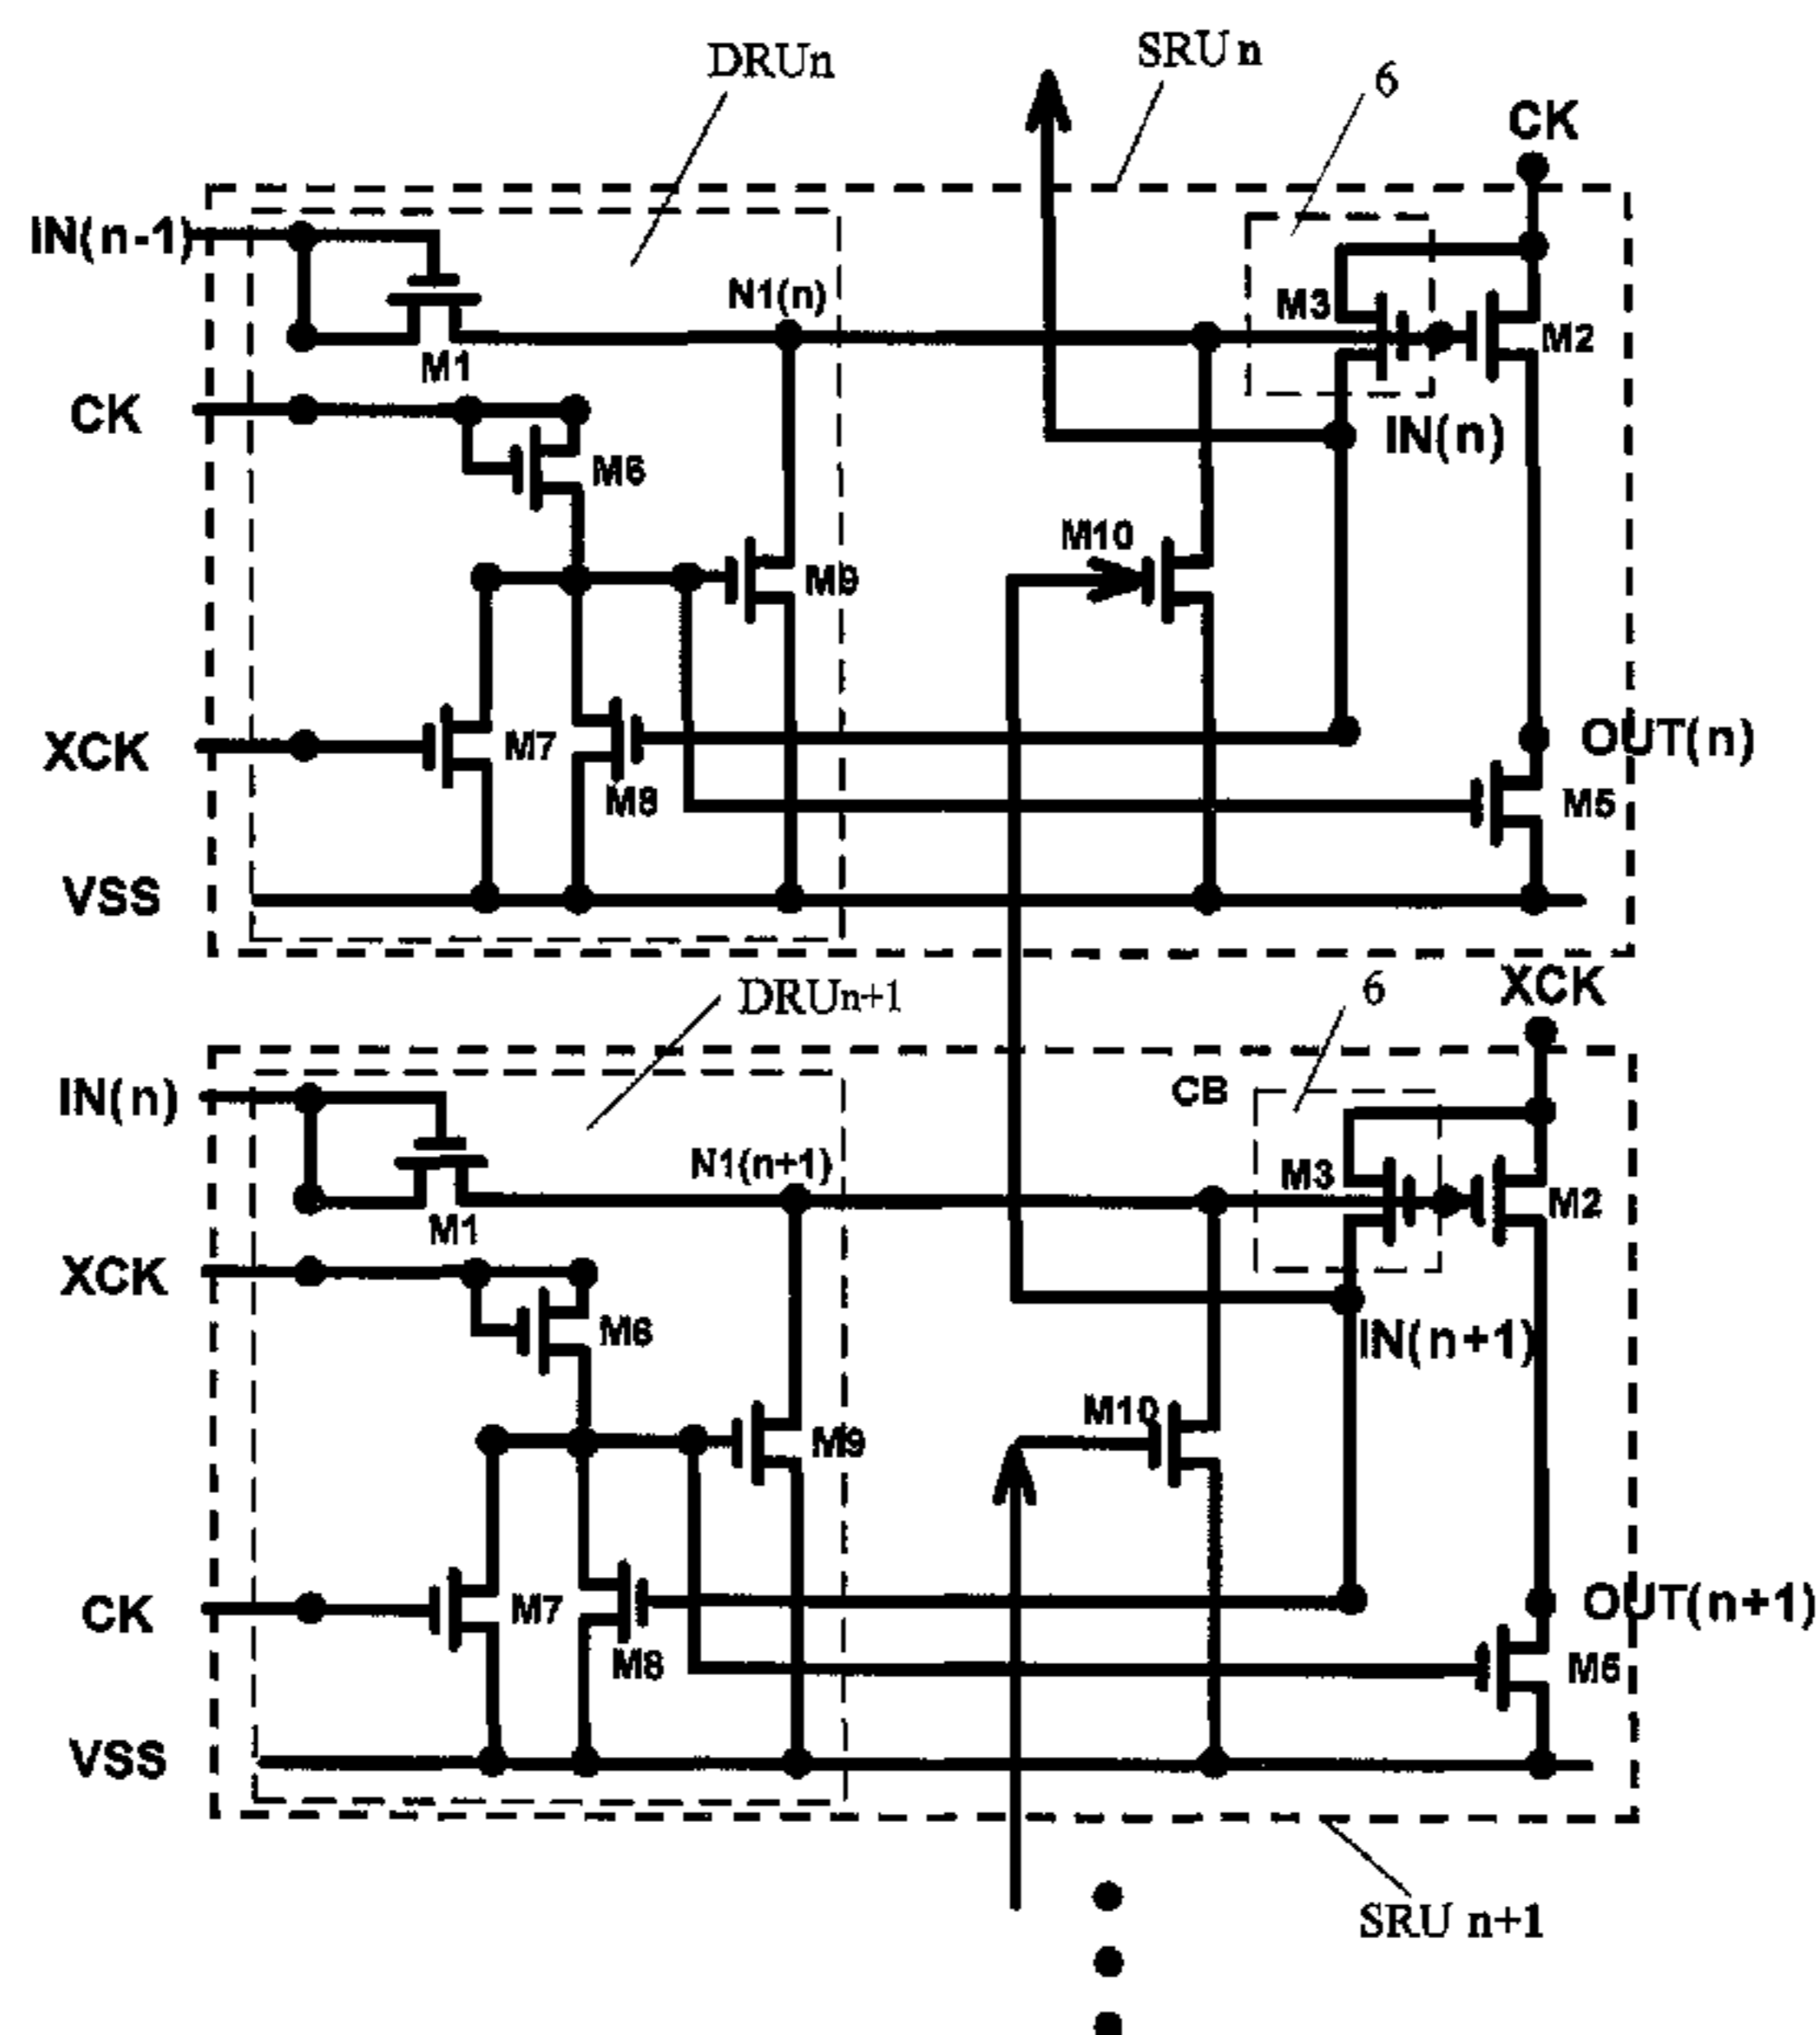 DRUn
SRU n
6
CK
IN(n-1)
N1(n)
M3
M2
M1
CK
IN(n)
M6
M10
M9
XCK
M7
OUT(n)
M8
M5
VSS
DRUn+1
6
XCK
IN(n)
CB
N1(n+1)
M3
M2
M1
XCK
M6
IN(n+1)
M10
M9
CK
M7
OUT(n+1)
M8
M5
VSS
SRU n+1